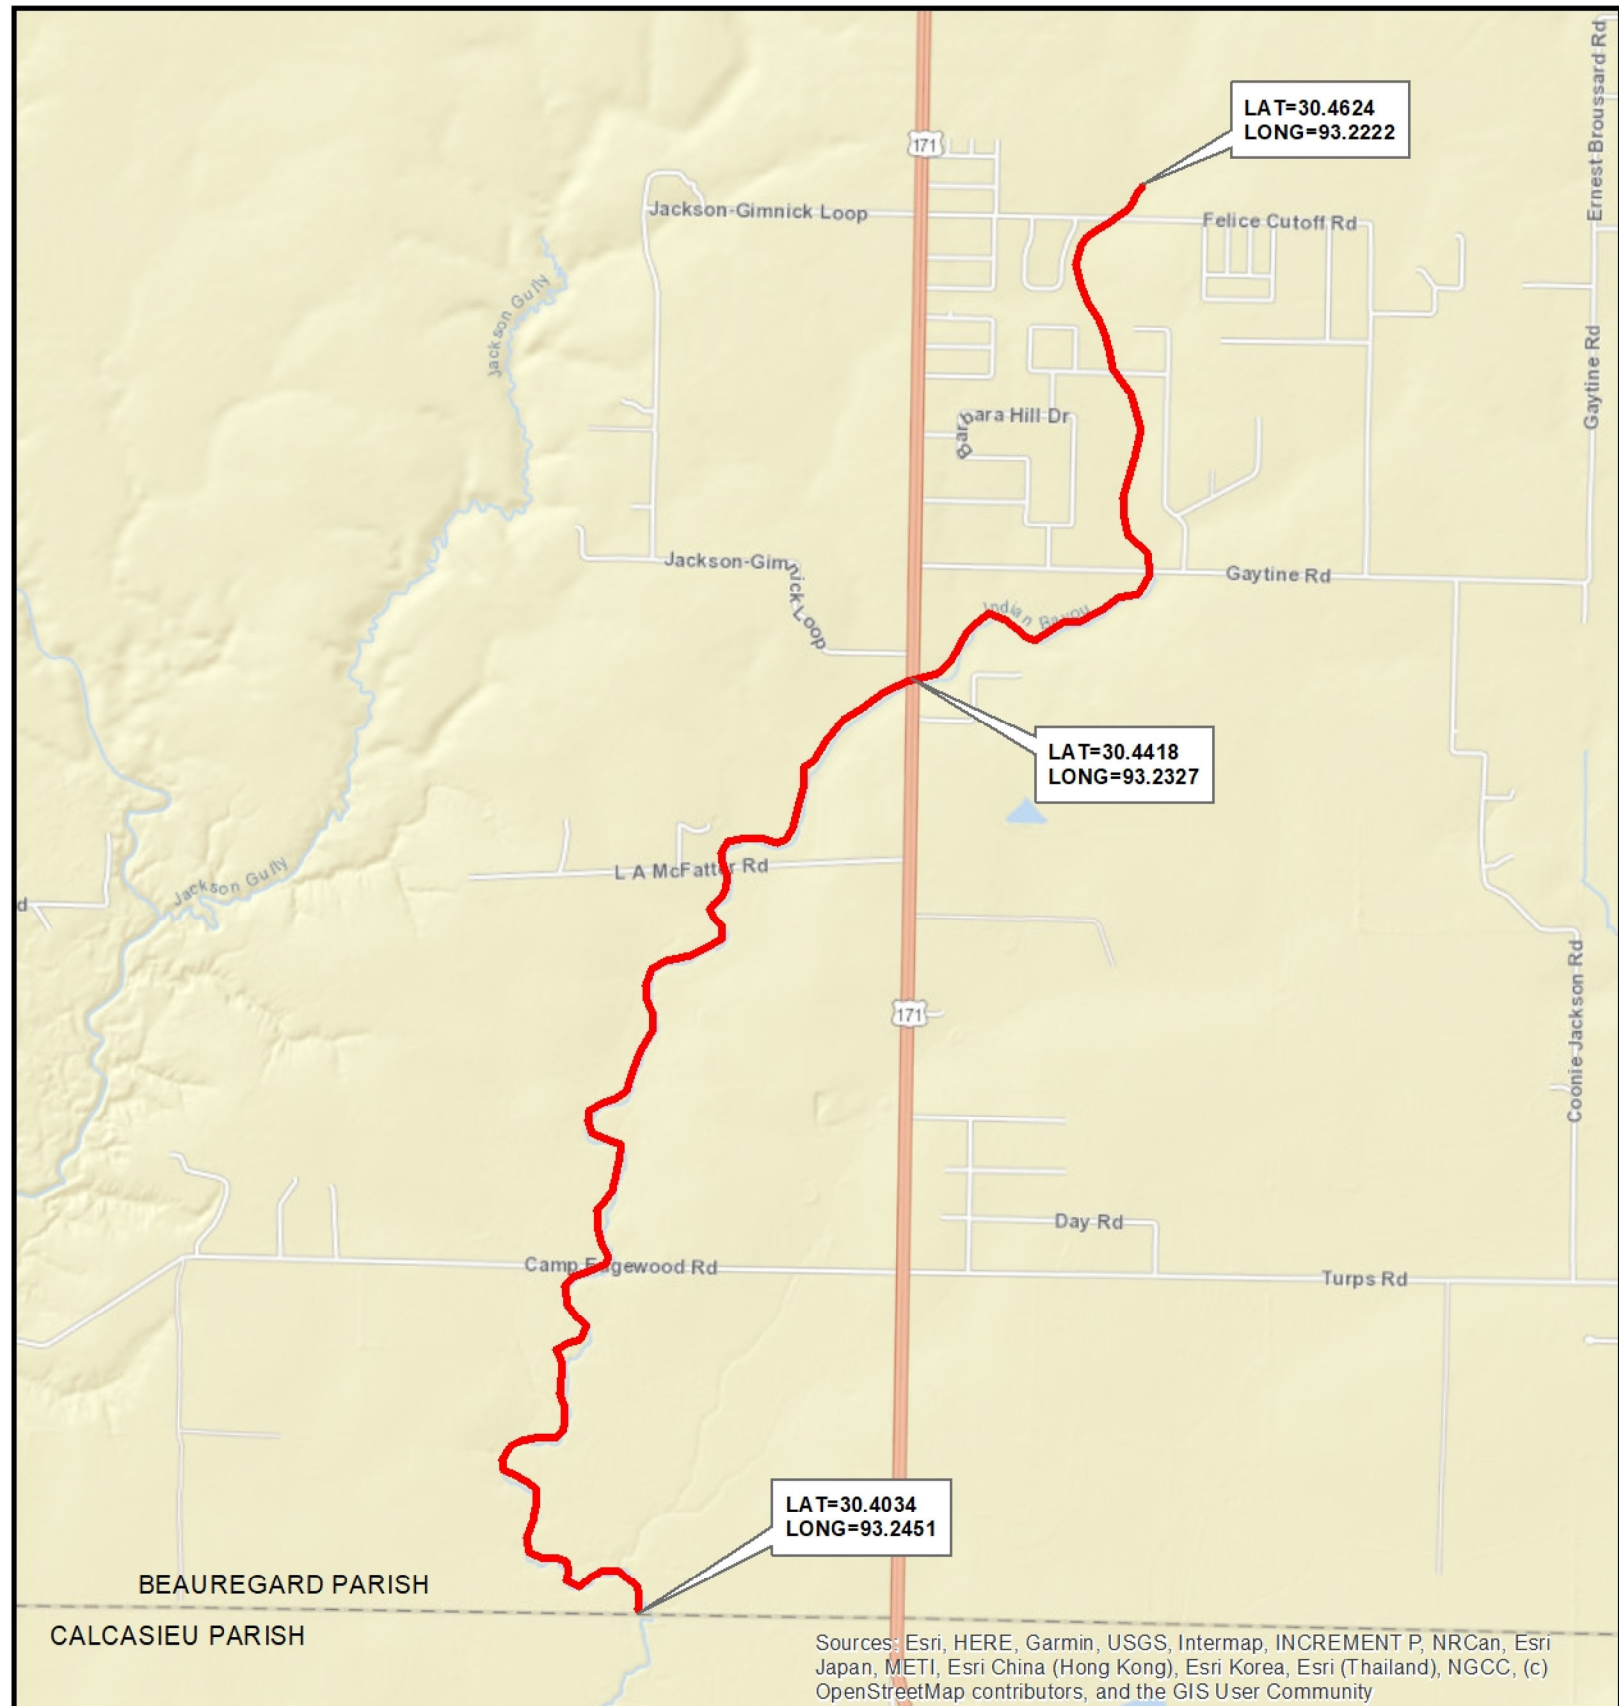 Ernest Broussard Rd
LAT=30.4624
LONG=93.2222
171
Jackson-Gimnick Loop
Felice Cutoff Rd
Jackson Gully
Gaytine Rd
Barbara Hill Dr
Jackson-Gimnick Loop
Gaytine Rd
Indian Bayou
LAT=30.4418
LONG=93.2327
L A McFatter Rd
Jackson Gully
d
171
Coonie Jackson Rd
Day Rd
Camp Edgewood Rd
Turps Rd
LAT=30.4034
LONG=93.2451
BEAUREGARD PARISH
CALCASIEU PARISH
Sources: Esri, HERE, Garmin, USGS, Intermap, INCREMENT P, NRCan, Esri
Japan, METI, Esri China (Hong Kong), Esri Korea, Esri (Thailand), NGCC, (c)
OpenStreetMap contributors, and the GIS User Community